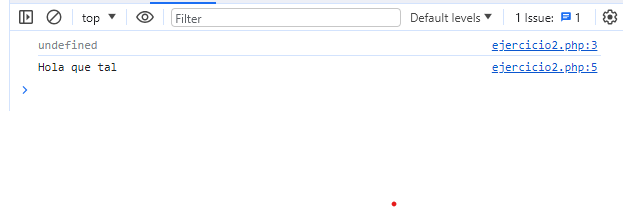 top Filter Default levels 1 Issue: 1
undefined ejercicio2.php:3
Hola que tal ejercicio2.php:5